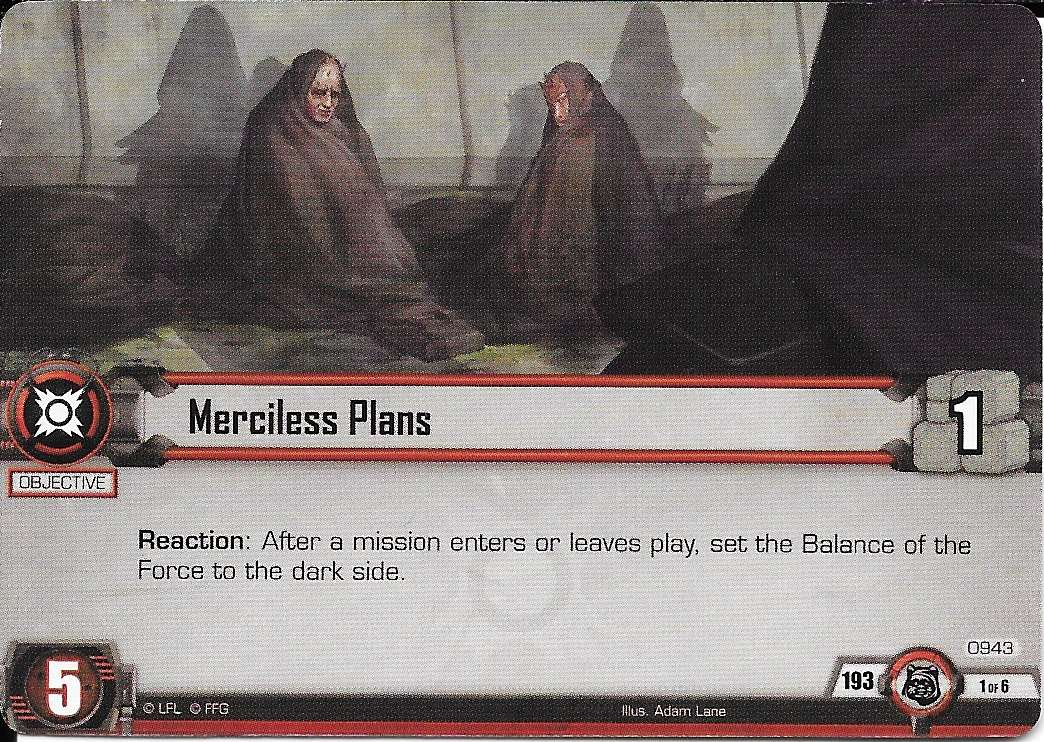 Merciless Plans
1
OBJECTIVE
Reaction: After a mission enters or leaves play, set the Balance of the
Force to the dark side.
0943
5
193
1 OF 6
© LFL © FFG
Illus. Adam Lane